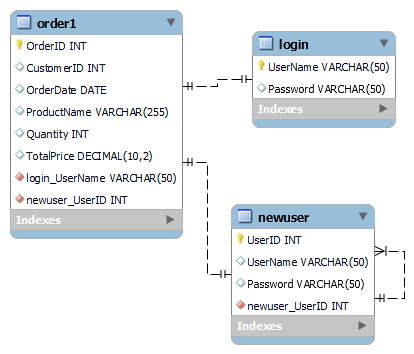 order1
OrderID INT
CustomerID INT
OrderDate DATE
ProductName VARCHAR(255)
Quantity INT
TotalPrice DECIMAL(10,2)
login_UserName VARCHAR(50)
newuser_UserID INT
Indexes
login
UserName VARCHAR(50)
Password VARCHAR(50)
Indexes
newuser
UserID INT
UserName VARCHAR(50)
Password VARCHAR(50)
newuser_UserID INT
Indexes